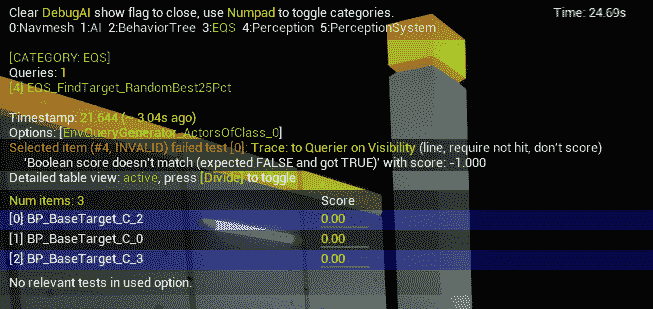 Clear DebugAI show flag to close, use Numpad to toggle categories.
Time: 24.69s
0:Navmesh 1:AI 2:BehaviorTree 3:EQS 4:Perception 5:PerceptionSystem
[CATEGORY: EQS]
Queries: 1
[4] EQS_FindTarget_RandomBest25Pct
Timestamp: 21.644 (~ 3.04s ago)
Options: [EnvQueryGenerator_ActorsOfClass_0]
Selected item (#4, INVALID) failed test [0]: Trace: to Querier on Visibility (line, require not hit, don't score)
'Boolean score doesn't match (expected FALSE and got TRUE)' with score: -1.000
Detailed table view: active, press [Divide] to toggle
Num items: 3 Score
[0] BP_BaseTarget_C_2 0.00
[1] BP_BaseTarget_C_0 0.00
[2] BP_BaseTarget_C_3 0.00
No relevant tests in used option.